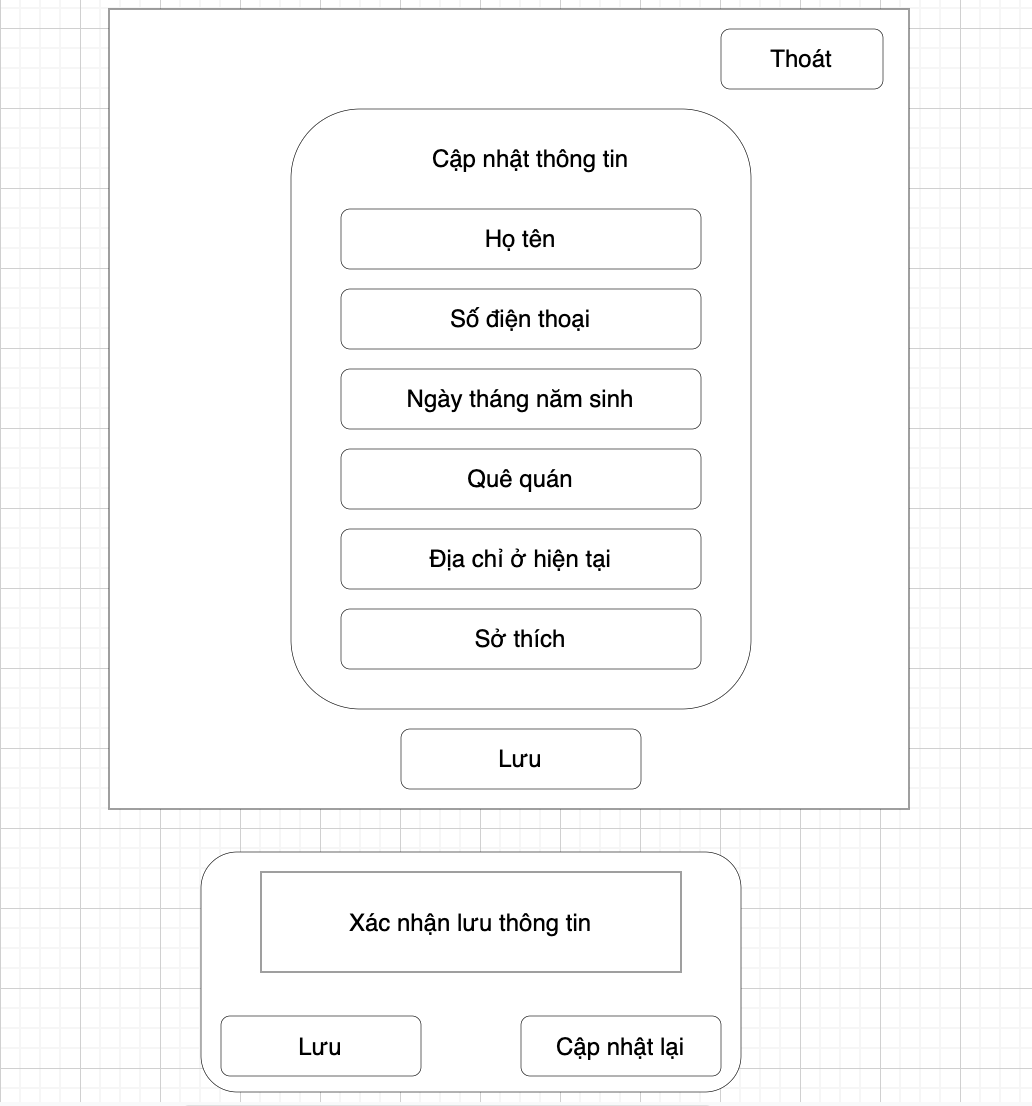 Thoát
Cập nhật thông tin
Họ tên
Số điện thoại
Ngày tháng năm sinh
Quê quán
Địa chỉ ở hiện tại
Sở thích
Lưu
Xác nhận lưu thông tin
Lưu
Cập nhật lại